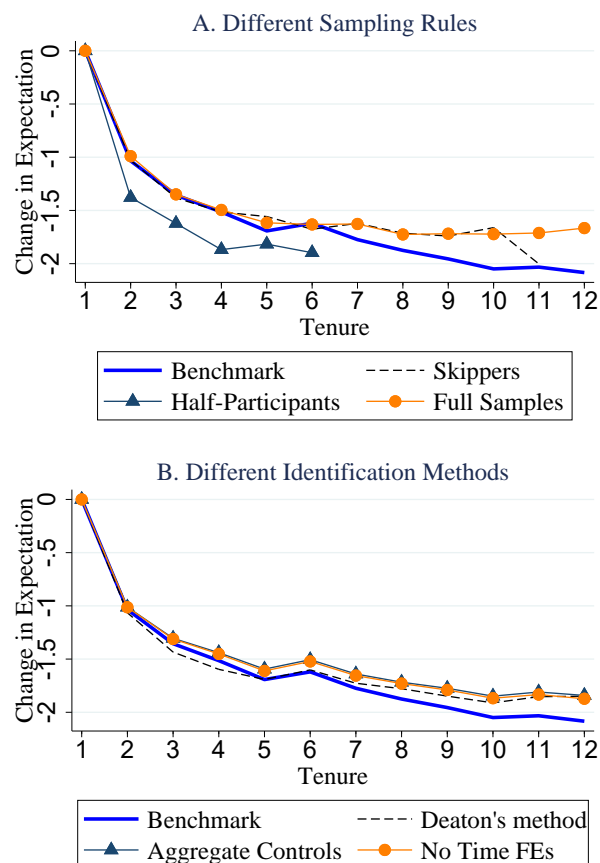 A. Different Sampling Rules
Change in Expectation
0
-.5
-1
-1.5
-2
1 2 3 4 5 6 7 8 9 10 11 12
Tenure
Benchmark Skippers
Half-Participants Full Samples
B. Different Identification Methods
Change in Expectation
0
-.5
-1
-1.5
-2
1 2 3 4 5 6 7 8 9 10 11 12
Tenure
Benchmark Deaton's method
Aggregate Controls No Time FEs